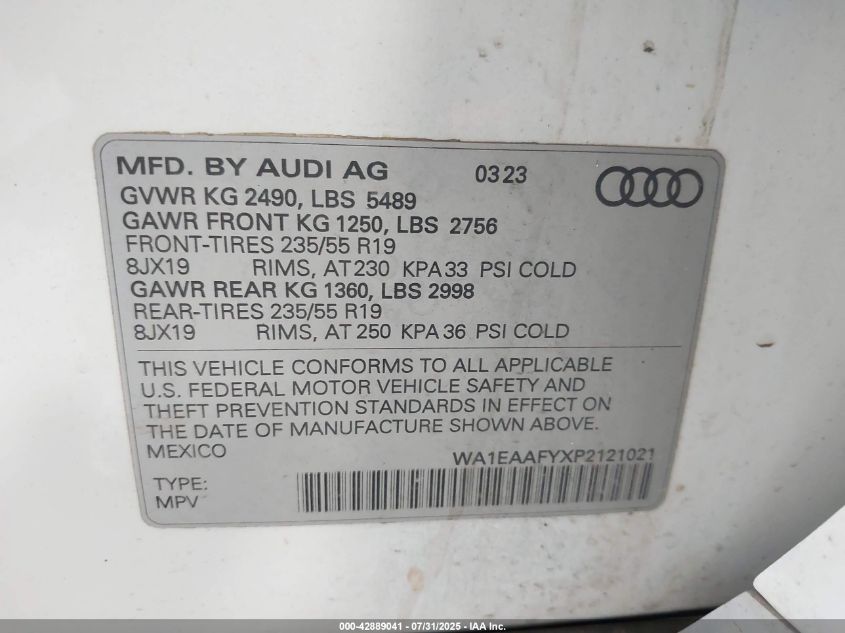 MFD. BY AUDI AG 0323
GVWR KG 2490, LBS 5489
GAWR FRONT KG 1250, LBS 2756
FRONT-TIRES 235/55 R19
8JX19 RIMS, AT 230 KPA 33 PSI COLD
GAWR REAR KG 1360, LBS 2998
REAR-TIRES 235/55 R19
8JX19 RIMS, AT 250 KPA 36 PSI COLD
THIS VEHICLE CONFORMS TO ALL APPLICABLE
U.S. FEDERAL MOTOR VEHICLE SAFETY AND
THEFT PREVENTION STANDARDS IN EFFECT ON
THE DATE OF MANUFACTURE SHOWN ABOVE.
MEXICO
WA1EAAFYXP2121021
TYPE:
MPV
000-42889041 - 07/31/2025 - IAA, Inc.